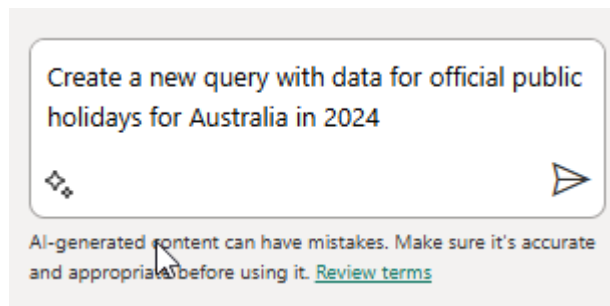 Create a new query with data for official public
holidays for Australia in 2024
AI-generated content can have mistakes. Make sure it's accurate
and appropriate before using it. Review terms